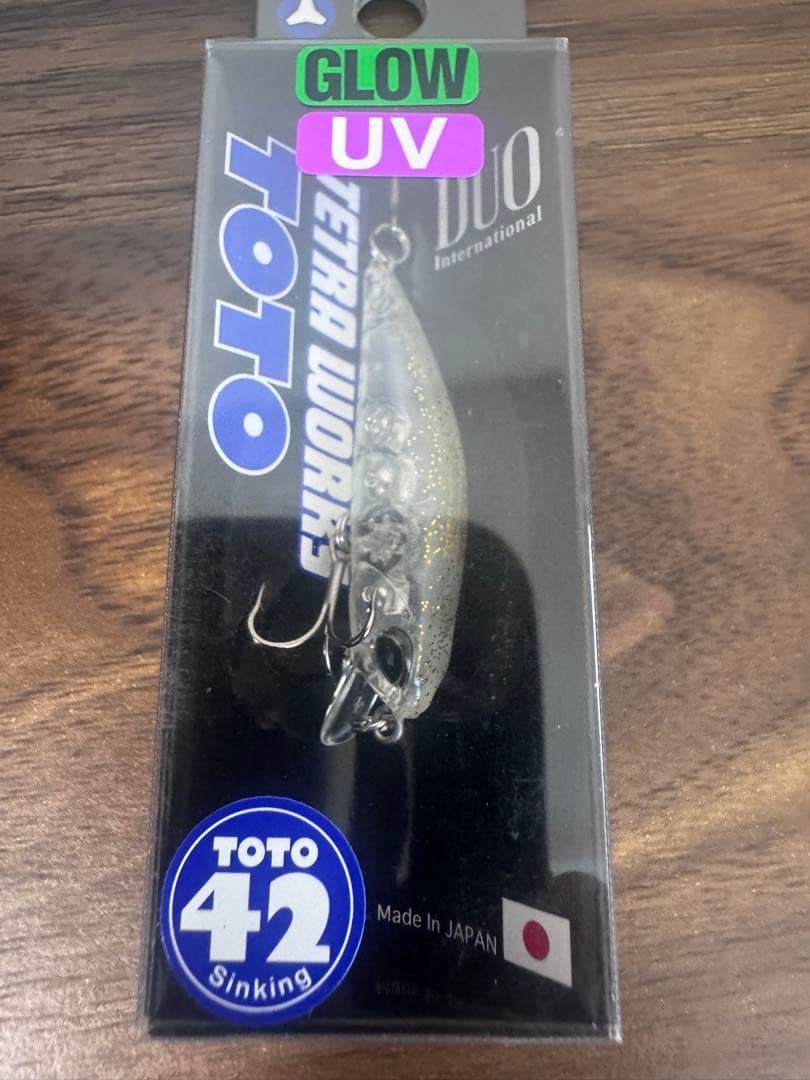 GLOW
UV
DUO
International
TOTO
TETRA WORKS
TOTO
42
Sinking
Made In JAPAN